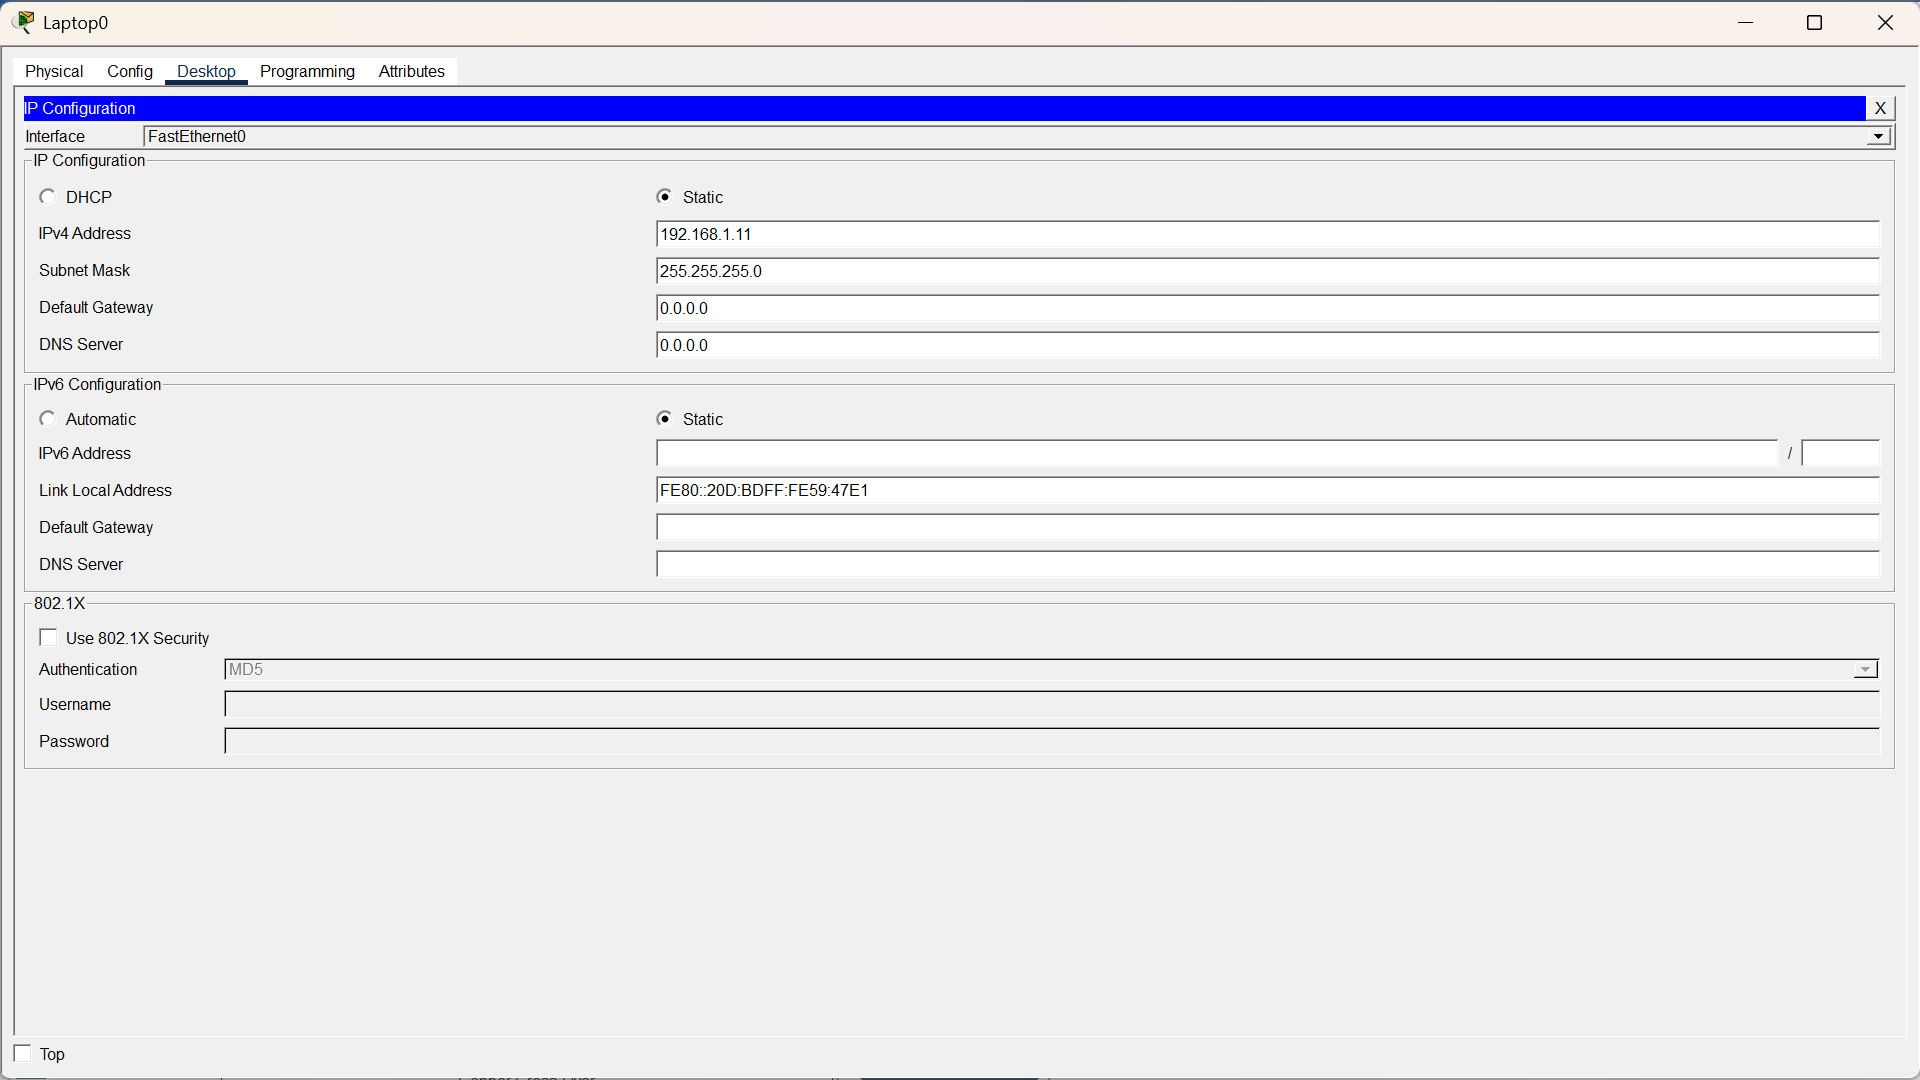 Laptop0
Physical Config Desktop Programming Attributes
IP Configuration X
Interface FastEthernet0
IP Configuration
DHCP Static
IPv4 Address 192.168.1.11
Subnet Mask 255.255.255.0
Default Gateway 0.0.0.0
DNS Server 0.0.0.0
IPv6 Configuration
Automatic Static
IPv6 Address /
Link Local Address FE80::20D:BDFF:FE59:47E1
Default Gateway
DNS Server
802.1X
Use 802.1X Security
Authentication MD5
Username
Password
Top